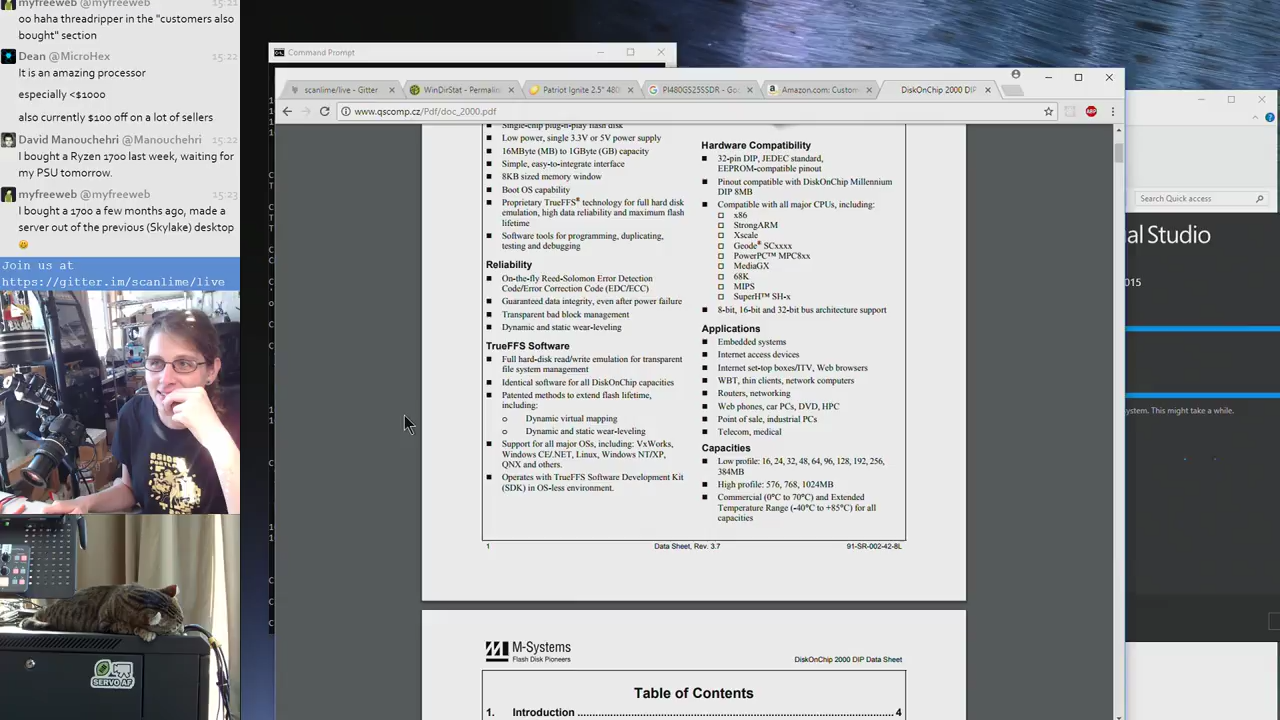 myfreeweb @myfreeweb
oo haha threadripper in the "customers also
bought" section
15:21
Dean @MicroHex
15:22
It is an amazing processor
especially <$1000
also currently $100 off on a lot of sellers
David Manouchehri @Manouchehri
15:22
I bought a Ryzen 1700 last week, waiting for
my PSU tomorrow.
myfreeweb @myfreeweb
15:23
I bought a 1700 a few months ago, made a
server out of the previous (Skylake) desktop
Join us at
https://gitter.im/scanlime/live
SERVO AF
Command Prompt
scanlime/live - Gitter
WinDirStat - Windows
Patriot Ignite 2.5" 480
PI480GS25SSDR - Go
Amazon.com: Custom
DiskOnChip 2000 DIP
www.qscomp.cz/Pdf/doc_2000.pdf
ABP
Single-chip plug-n-play flash disk
Low power, single 3.3V or 5V power supply
16MByte (MB) to 1GByte (GB) capacity
Simple, easy-to-integrate interface
8KB sized memory window
Boot OS capability
Proprietary TrueFFS® technology for full hard disk
emulation, high data reliability and maximum flash
lifetime
Software tools for programming, duplicating,
testing and debugging
Reliability
On-the-fly Reed-Solomon Error Detection
Code/Error Correction Code (EDC/ECC)
Guaranteed data integrity, even after power failure
Transparent bad block management
Dynamic and static wear-leveling
TrueFFS Software
Full hard-disk read/write emulation for transparent
file system management
Identical software for all DiskOnChip capacities
Patented methods to extend flash lifetime,
including:
Dynamic virtual mapping
Dynamic and static wear-leveling
Support for all major OSs, including: VxWorks,
Windows CE/.NET, Linux, Windows NT/XP,
QNX and others.
Operates with TrueFFS Software Development Kit
(SDK) in OS-less environment.
Hardware Compatibility
32-pin DIP, JEDEC standard,
EEPROM-compatible pinout
Pinout compatible with DiskOnChip Millennium
DIP 8MB
Compatible with all major CPUs, including:
x86
StrongARM
Xscale
Geode® SCxxxx
PowerPC™ MPC8xx
MediaGX
68K
MIPS
SuperH™ SH-x
8-bit, 16-bit and 32-bit bus architecture support
Applications
Embedded systems
Internet access devices
Internet set-top boxes/ITV, Web browsers
WBT, thin clients, network computers
Routers, networking
Web phones, car PCs, DVD, HPC
Point of sale, industrial PCs
Telecom, medical
Capacities
Low profile: 16, 24, 32, 48, 64, 96, 128, 192, 256,
384MB
High profile: 576, 768, 1024MB
Commercial (0°C to 70°C) and Extended
Temperature Range (-40°C to +85°C) for all
capacities
1
Data Sheet, Rev. 3.7
91-SR-002-42-8L
M-Systems
Flash Disk Pioneers
DiskOnChip 2000 DIP Data Sheet
Table of Contents
1. Introduction ............ 4
Search Quick access
al Studio
2015
system. This might take a while.